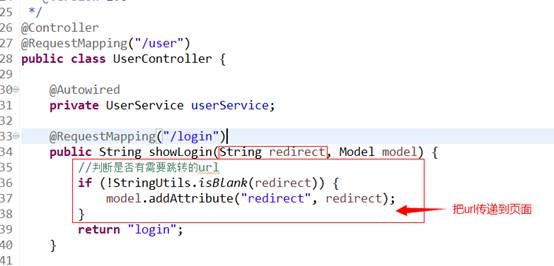 25 */
26 @Controller
27 @RequestMapping("/user")
28 public class UserController {
29
30 @Autowired
31 private UserService userService;
32
33 @RequestMapping("/login")
34 public String showLogin(String redirect, Model model) {
35 //判断是否有需要跳转的url
36 if (!StringUtils.isBlank(redirect)) {
37 model.addAttribute("redirect", redirect);
38 }
把url传递到页面
39 return "login";
40 }
41